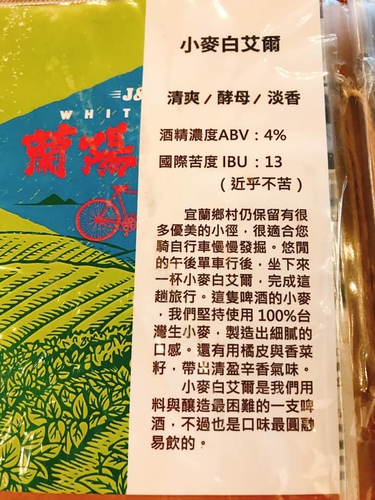 J&
WHIT
蘭陽
小麥白艾爾
清爽/酵母/淡香
酒精濃度ABV：4%
國際苦度IBU：13
（近乎不苦）
宜蘭鄉村仍保留有很
多優美的小徑，很適合您
騎自行車慢慢發掘。悠閒
的午後單車行後，坐下來
一杯小麥白艾爾，完成這
趟旅行。這隻啤酒的小麥
，我們堅持使用100%台
灣生小麥，製造出細膩的
口感。還有用橘皮與香菜
籽，帶出清盈辛香氣味。
小麥白艾爾是我們用
料與釀造最困難的一支啤
酒，不過也是口味最圓融
易飲的。